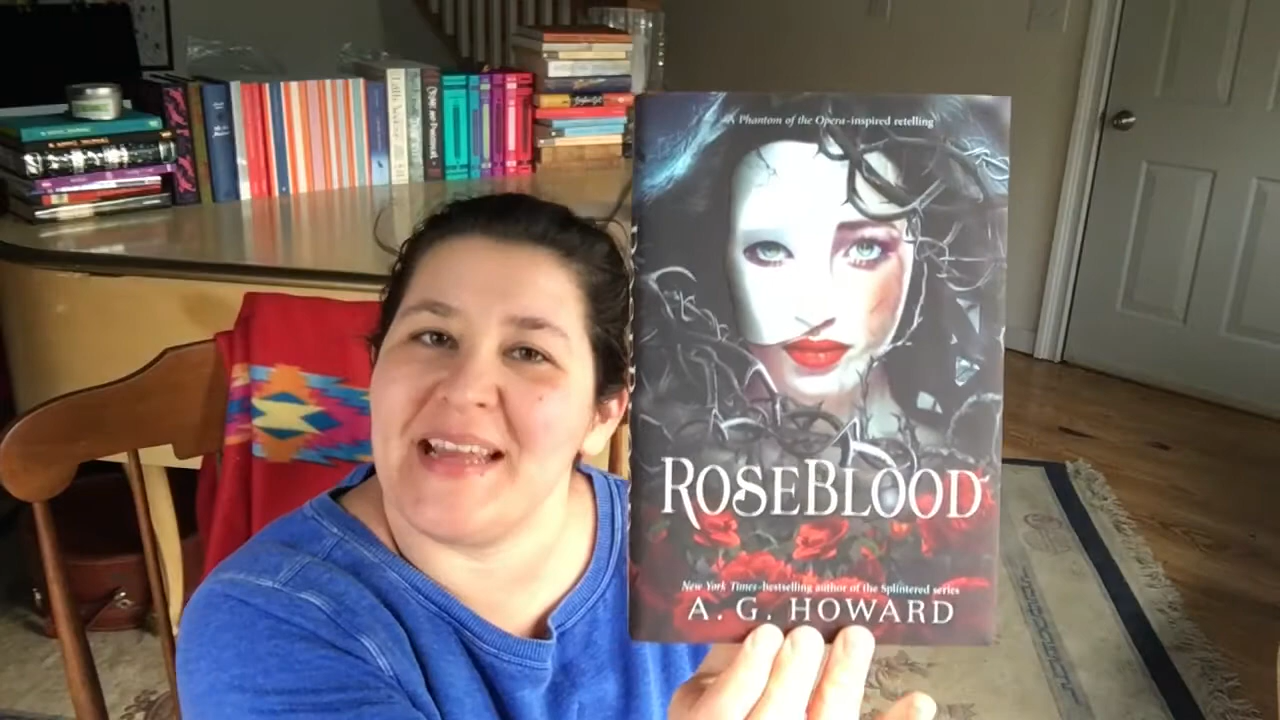 A Phantom of the Opera-inspired retelling
ROSEBLOOD
New York Times-bestselling author of the Splintered series
A. G. HOWARD